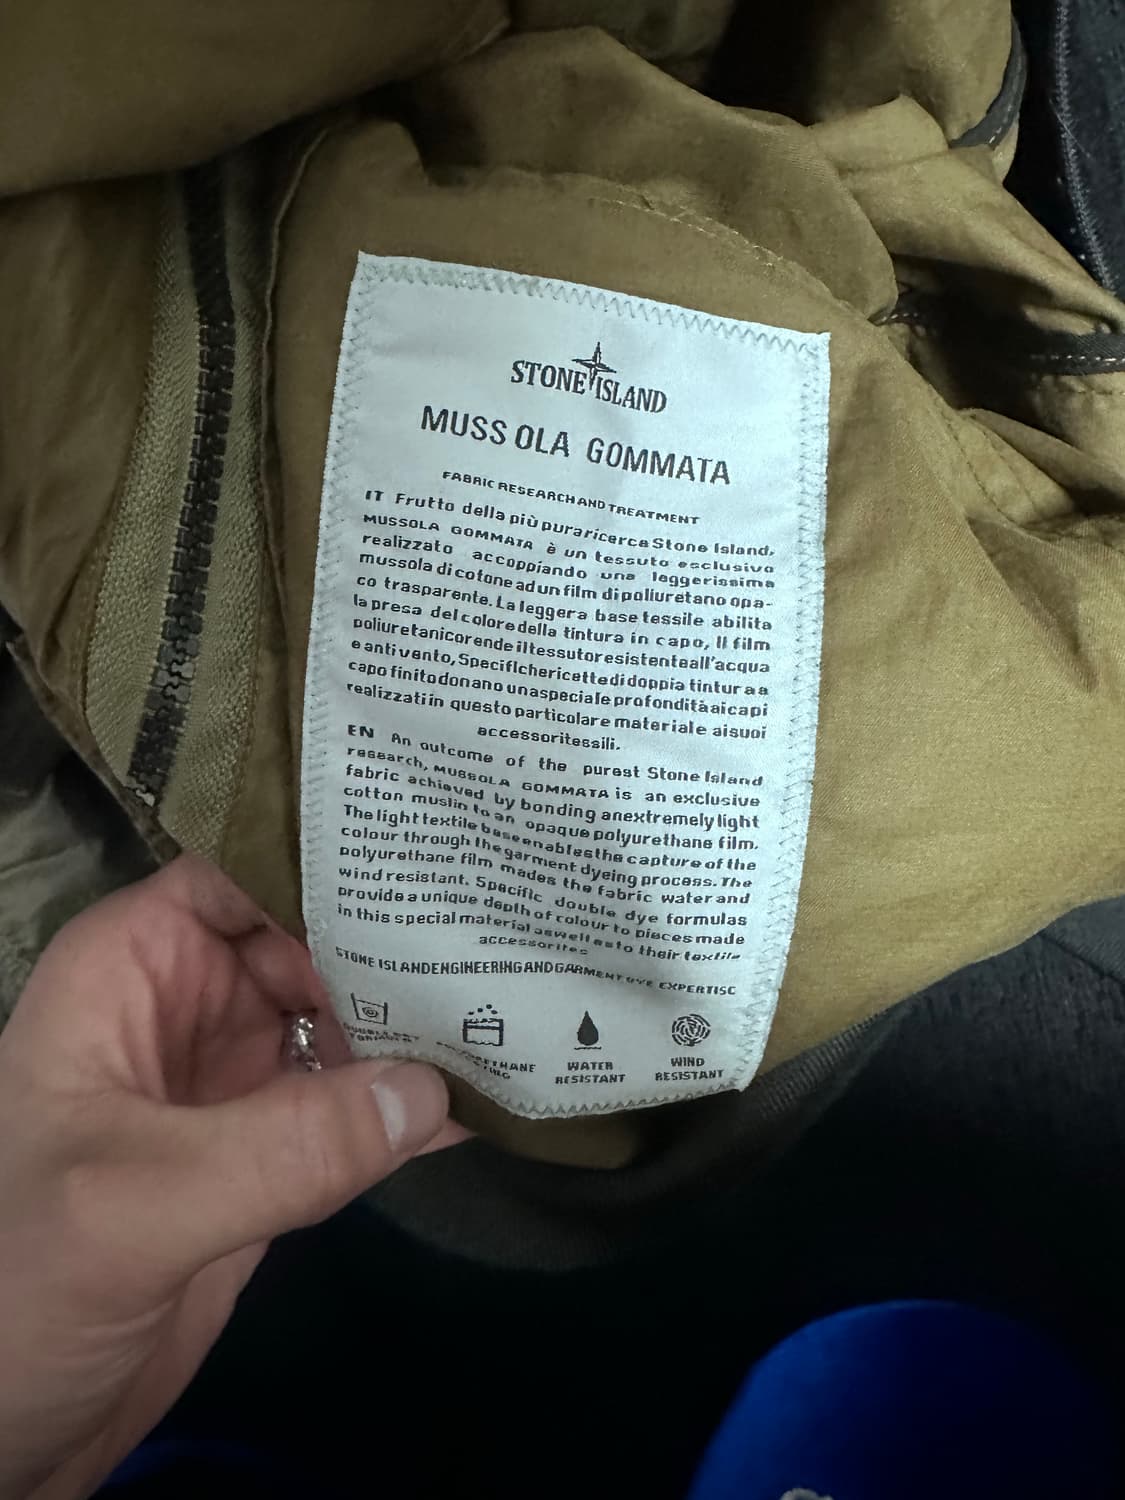 STONE ISLAND
MUSS OLA GOMMATA
FABRIC RESEARCH AND TREATMENT
IT Frutto della più pura ricerca Stone Island,
MUSSOLA GOMMATA è un tessuto esclusivo
realizzato accoppiando una leggerissima
mussola di cotone ad un film di poliuretano opa-
co trasparente. La leggera base tessile abilita
la presa del colore della tintura in capo, Il film
poliuretanico rende il tessuto resistente all'acqua
e anti vento, Specifiche ricette di doppia tintura a
capo finito donano una speciale profondità ai capi
realizzati in questo particolare materiale ai suoi
accessori tessili.
EN An outcome of the purest Stone Island
research, MUSSOLA GOMMATA is an exclusive
fabric achieved by bonding an extremely light
cotton muslin to an opaque polyurethane film.
The light textile base enables the capture of the
colour through the garment dyeing process. The
polyurethane film mades the fabric water and
wind resistant. Specific double dye formulas
provide a unique depth of colour to pieces made
in this special material as well as to their textile
accessorites
STONE ISLAND ENGINEERING AND GARMENT DYE EXPERTISC
WATER
RESISTANT
WIND
RESISTANT